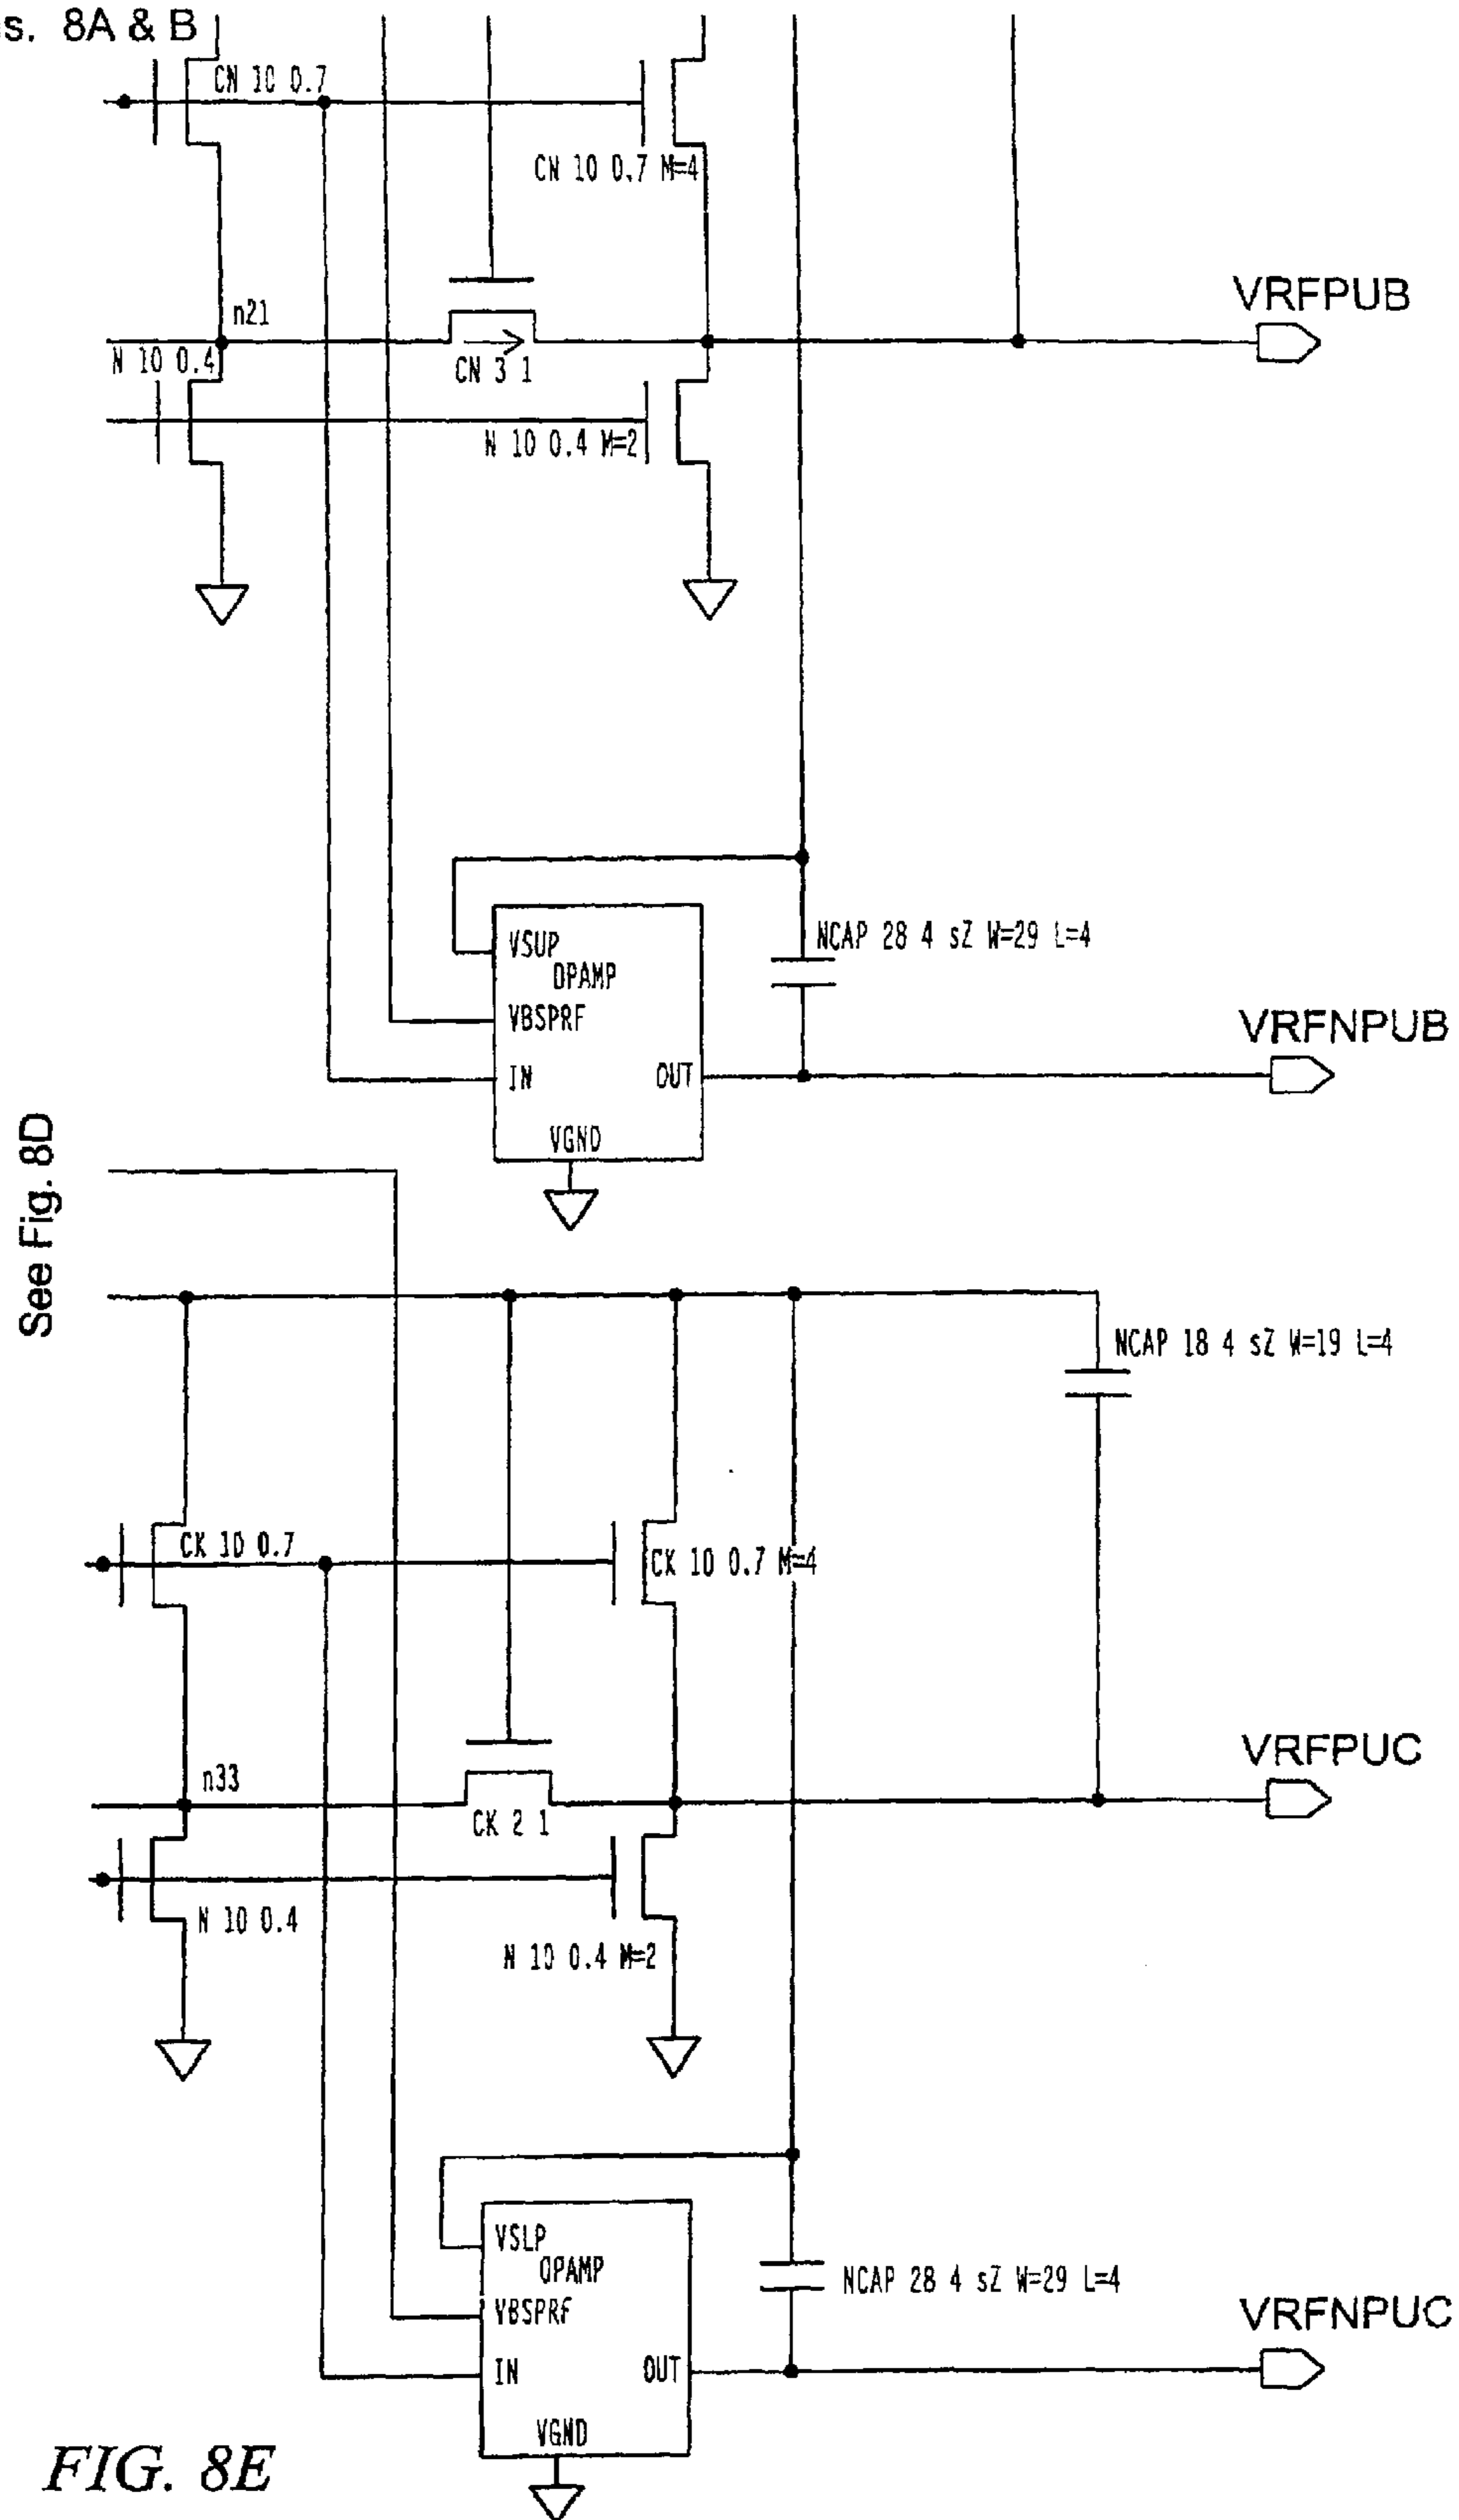 s. 8A & B
CN 10 0.7
CN 10 0.7 M=4
n21
VRFPUB
N 10 0.4
CN 3 1
N 10 0.4 M=2
NCAP 28 4 sZ W=29 L=4
VSUP
OPAMP
VBSPRF
VRFNPUB
IN
OUT
VGND
See Fig. 8D
NCAP 18 4 sZ W=19 L=4
CK 10 0.7
CK 10 0.7 M=4
VRFPUC
n33
CK 2 1
N 10 0.4
N 10 0.4 M=2
VSLP
OPAMP
NCAP 28 4 sZ W=29 L=4
VBSPRF
VRFNPUC
IN
OUT
VGND
FIG. 8E